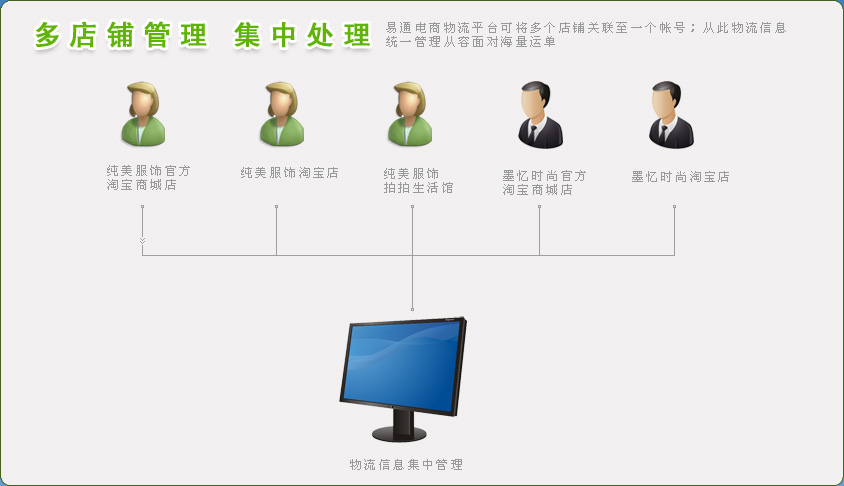 多店铺管理 集中处理
易通电商物流平台可将多个店铺关联至一个帐号；从此物流信息
统一管理从容面对海量运单
纯美服饰官方
淘宝商城店
纯美服饰淘宝店
纯美服饰
拍拍生活馆
墨忆时尚官方
淘宝商城店
墨忆时尚淘宝店
物流信息集中管理